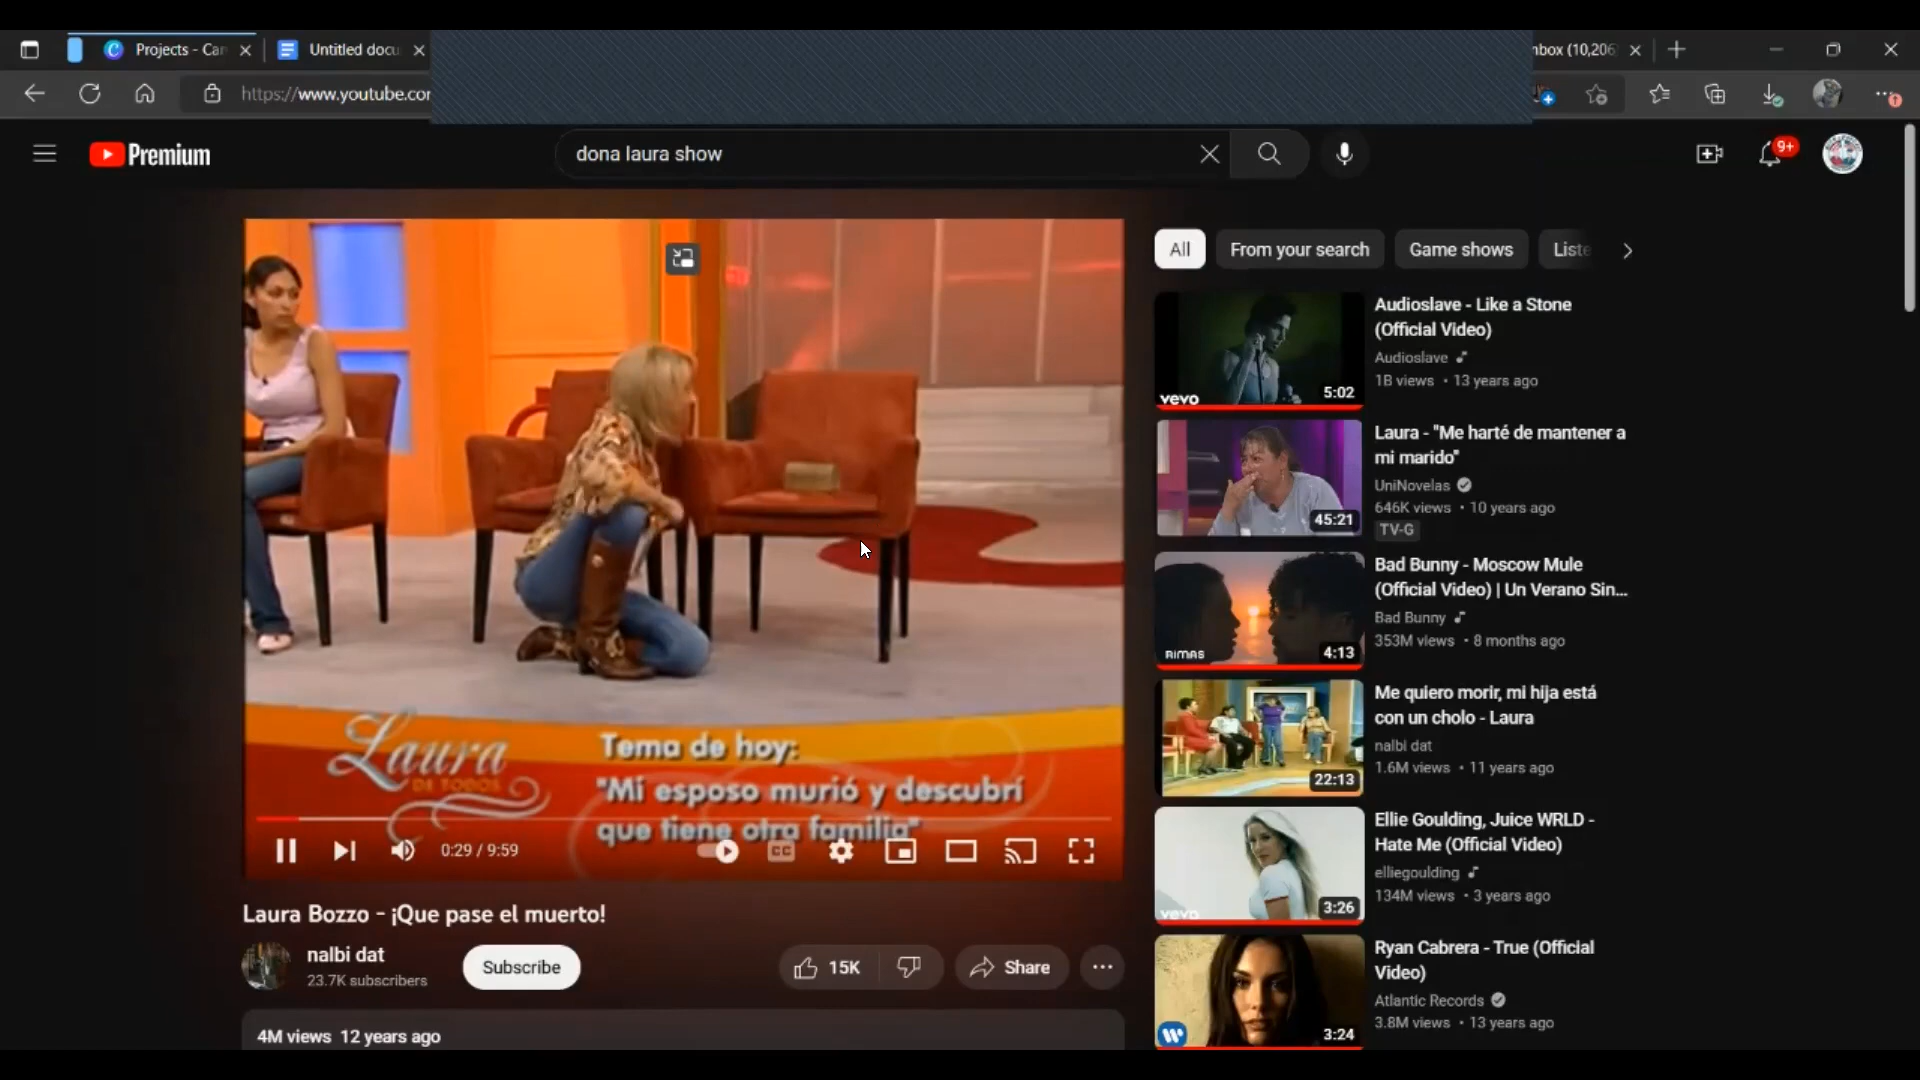 Projects - Can
Untitled docu
nbox (10,206
https://www.youtube.cor
Premium
dona laura show
9+
All
From your search
Game shows
Liste
Laura
DE TODOS
Tema de hoy:
"Mi esposo murió y descubrí
que tiene otra familia"
0:29 / 9:59
CC
Laura Bozzo - ¡Que pase el muerto!
nalbi dat
23.7K subscribers
Subscribe
15K
Share
4M views 12 years ago
vevo
5:02
Audioslave - Like a Stone
(Official Video)
Audioslave
1B views • 13 years ago
45:21
Laura - "Me harté de mantener a
mi marido"
UniNovelas
646K views • 10 years ago
TV-G
RIMAS
4:13
Bad Bunny - Moscow Mule
(Official Video) | Un Verano Sin...
Bad Bunny
353M views • 8 months ago
22:13
Me quiero morir, mi hija está
con un cholo - Laura
nalbi dat
1.6M views • 11 years ago
vevo
3:26
Ellie Goulding, Juice WRLD -
Hate Me (Official Video)
elliegoulding
134M views • 3 years ago
3:24
Ryan Cabrera - True (Official
Video)
Atlantic Records
3.8M views • 13 years ago